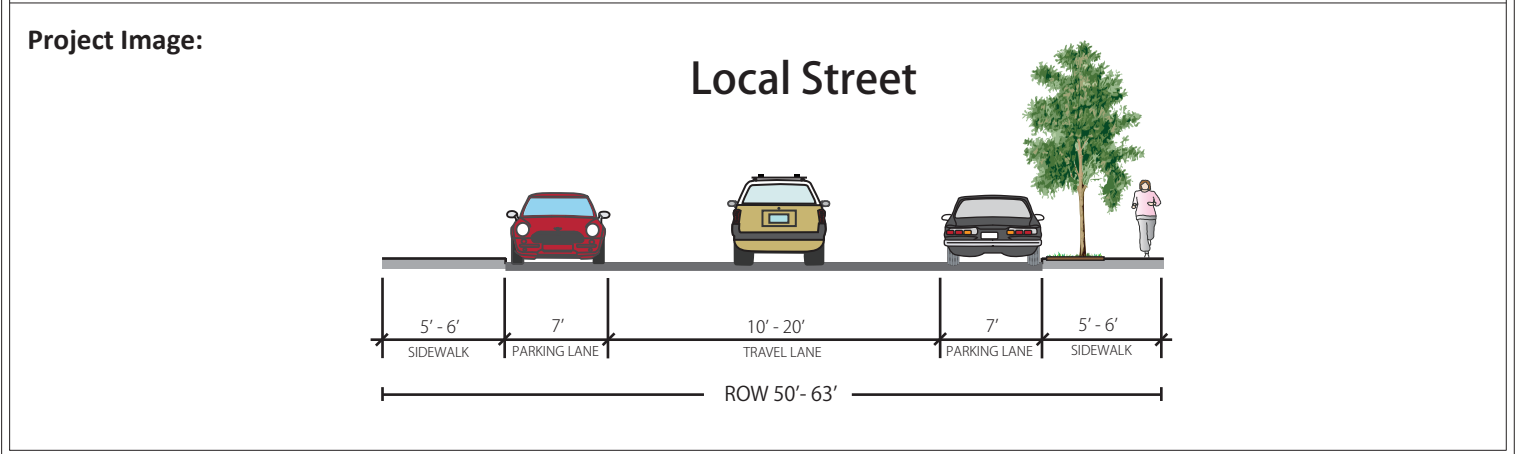 Project Image:
Local Street
5’ - 6’ 7’ 10’ - 20’ 7’ 5’ - 6’
SIDEWALK PARKING LANE TRAVEL LANE PARKING LANE SIDEWALK
ROW 50’- 63’